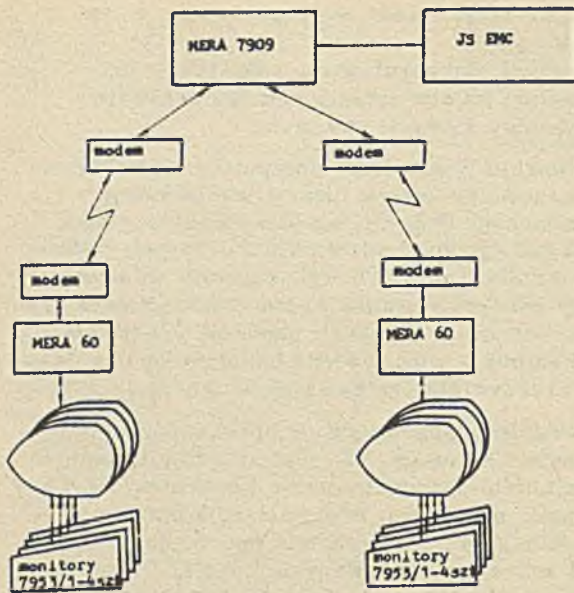 MERA 7909
JS EMC
modem
modem
modem
modem
MERA 60
MERA 60
monitory
7953/1-4szt
monitory
7953/1-4szt